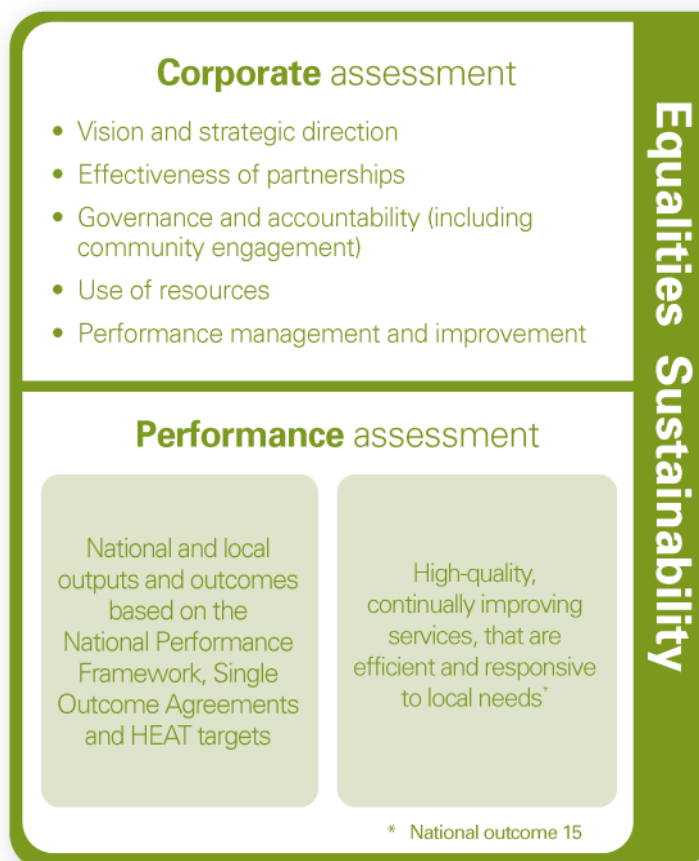 Corporate assessment
• Vision and strategic direction
• Effectiveness of partnerships
• Governance and accountability (including
community engagement)
• Use of resources
• Performance management and improvement
Performance assessment
National and local
outputs and outcomes
based on the
National Performance
Framework, Single
Outcome Agreements
and HEAT targets
High-quality,
continually improving
services, that are
efficient and responsive
to local needs*
* National outcome 15
Equalities Sustainability